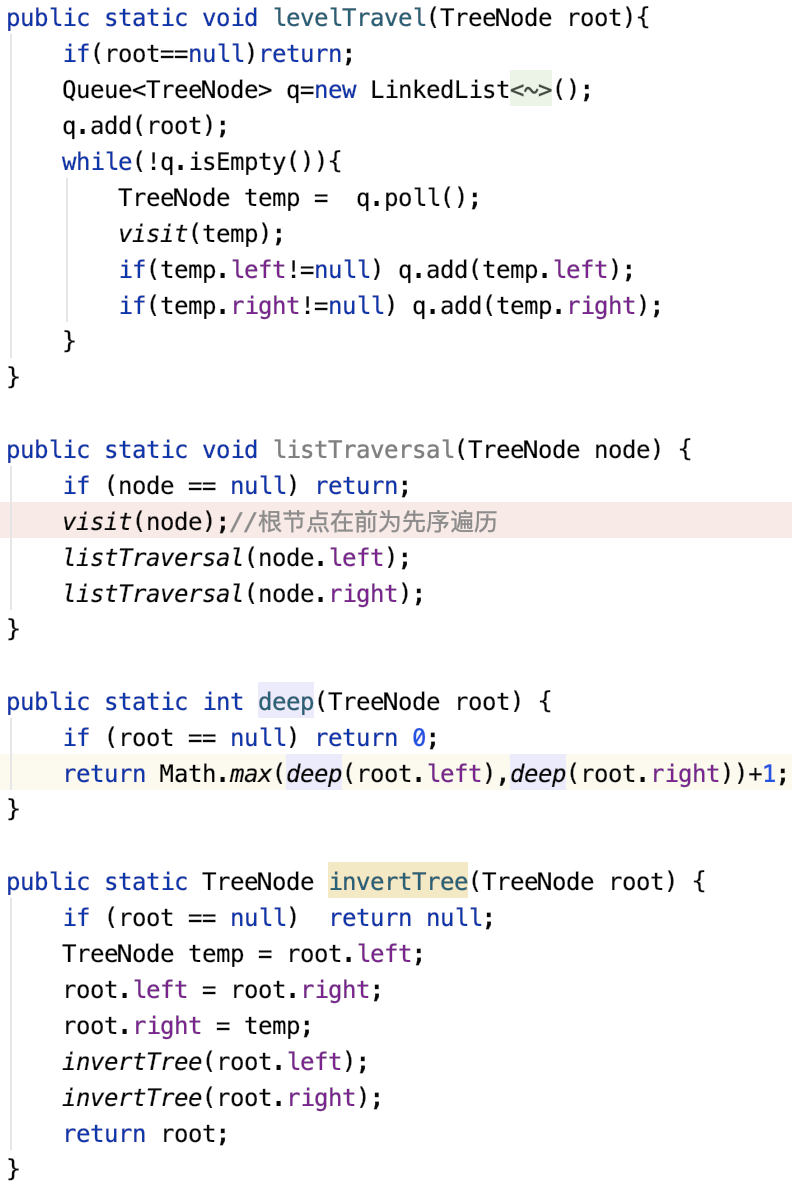 public static void levelTravel(TreeNode root){
    if(root==null)return;
    Queue<TreeNode> q=new LinkedList<~>();
    q.add(root);
    while(!q.isEmpty()){
        TreeNode temp =  q.poll();
        visit(temp);
        if(temp.left!=null) q.add(temp.left);
        if(temp.right!=null) q.add(temp.right);
    }
}
public static void listTraversal(TreeNode node) {
    if (node == null) return;
    visit(node);//根节点在前为先序遍历
    listTraversal(node.left);
    listTraversal(node.right);
}
public static int deep(TreeNode root) {
    if (root == null) return 0;
    return Math.max(deep(root.left),deep(root.right))+1;
}
public static TreeNode invertTree(TreeNode root) {
    if (root == null)  return null;
    TreeNode temp = root.left;
    root.left = root.right;
    root.right = temp;
    invertTree(root.left);
    invertTree(root.right);
    return root;
}